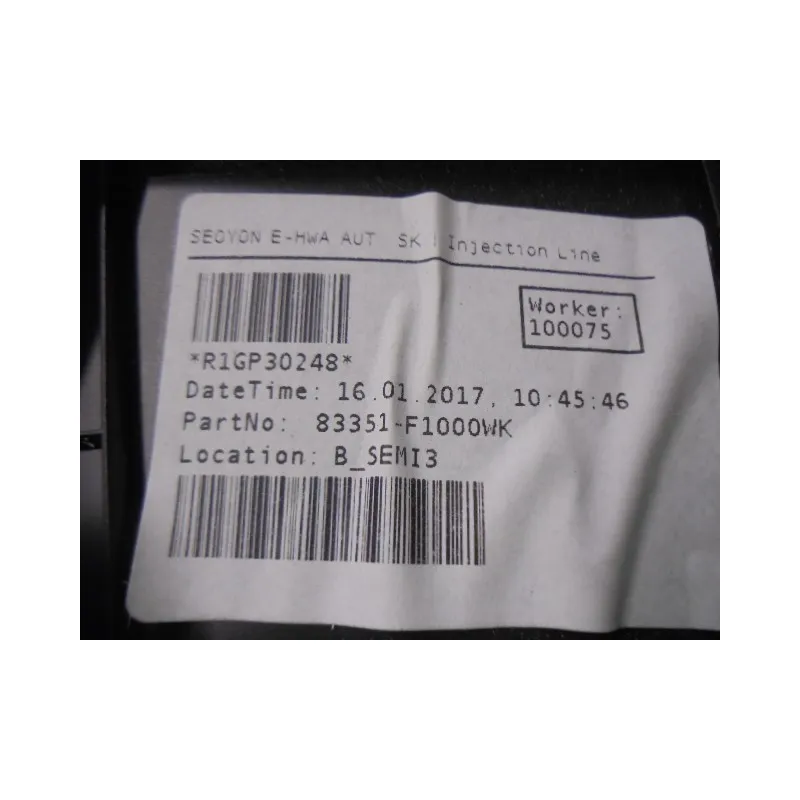 SEOYON E-HWA AUT SK | Injection Line
Worker:
100075
*R1GP30248*
DateTime: 16.01.2017, 10:45:46
PartNo: 83351-F1000WK
Location: B_SEMI3